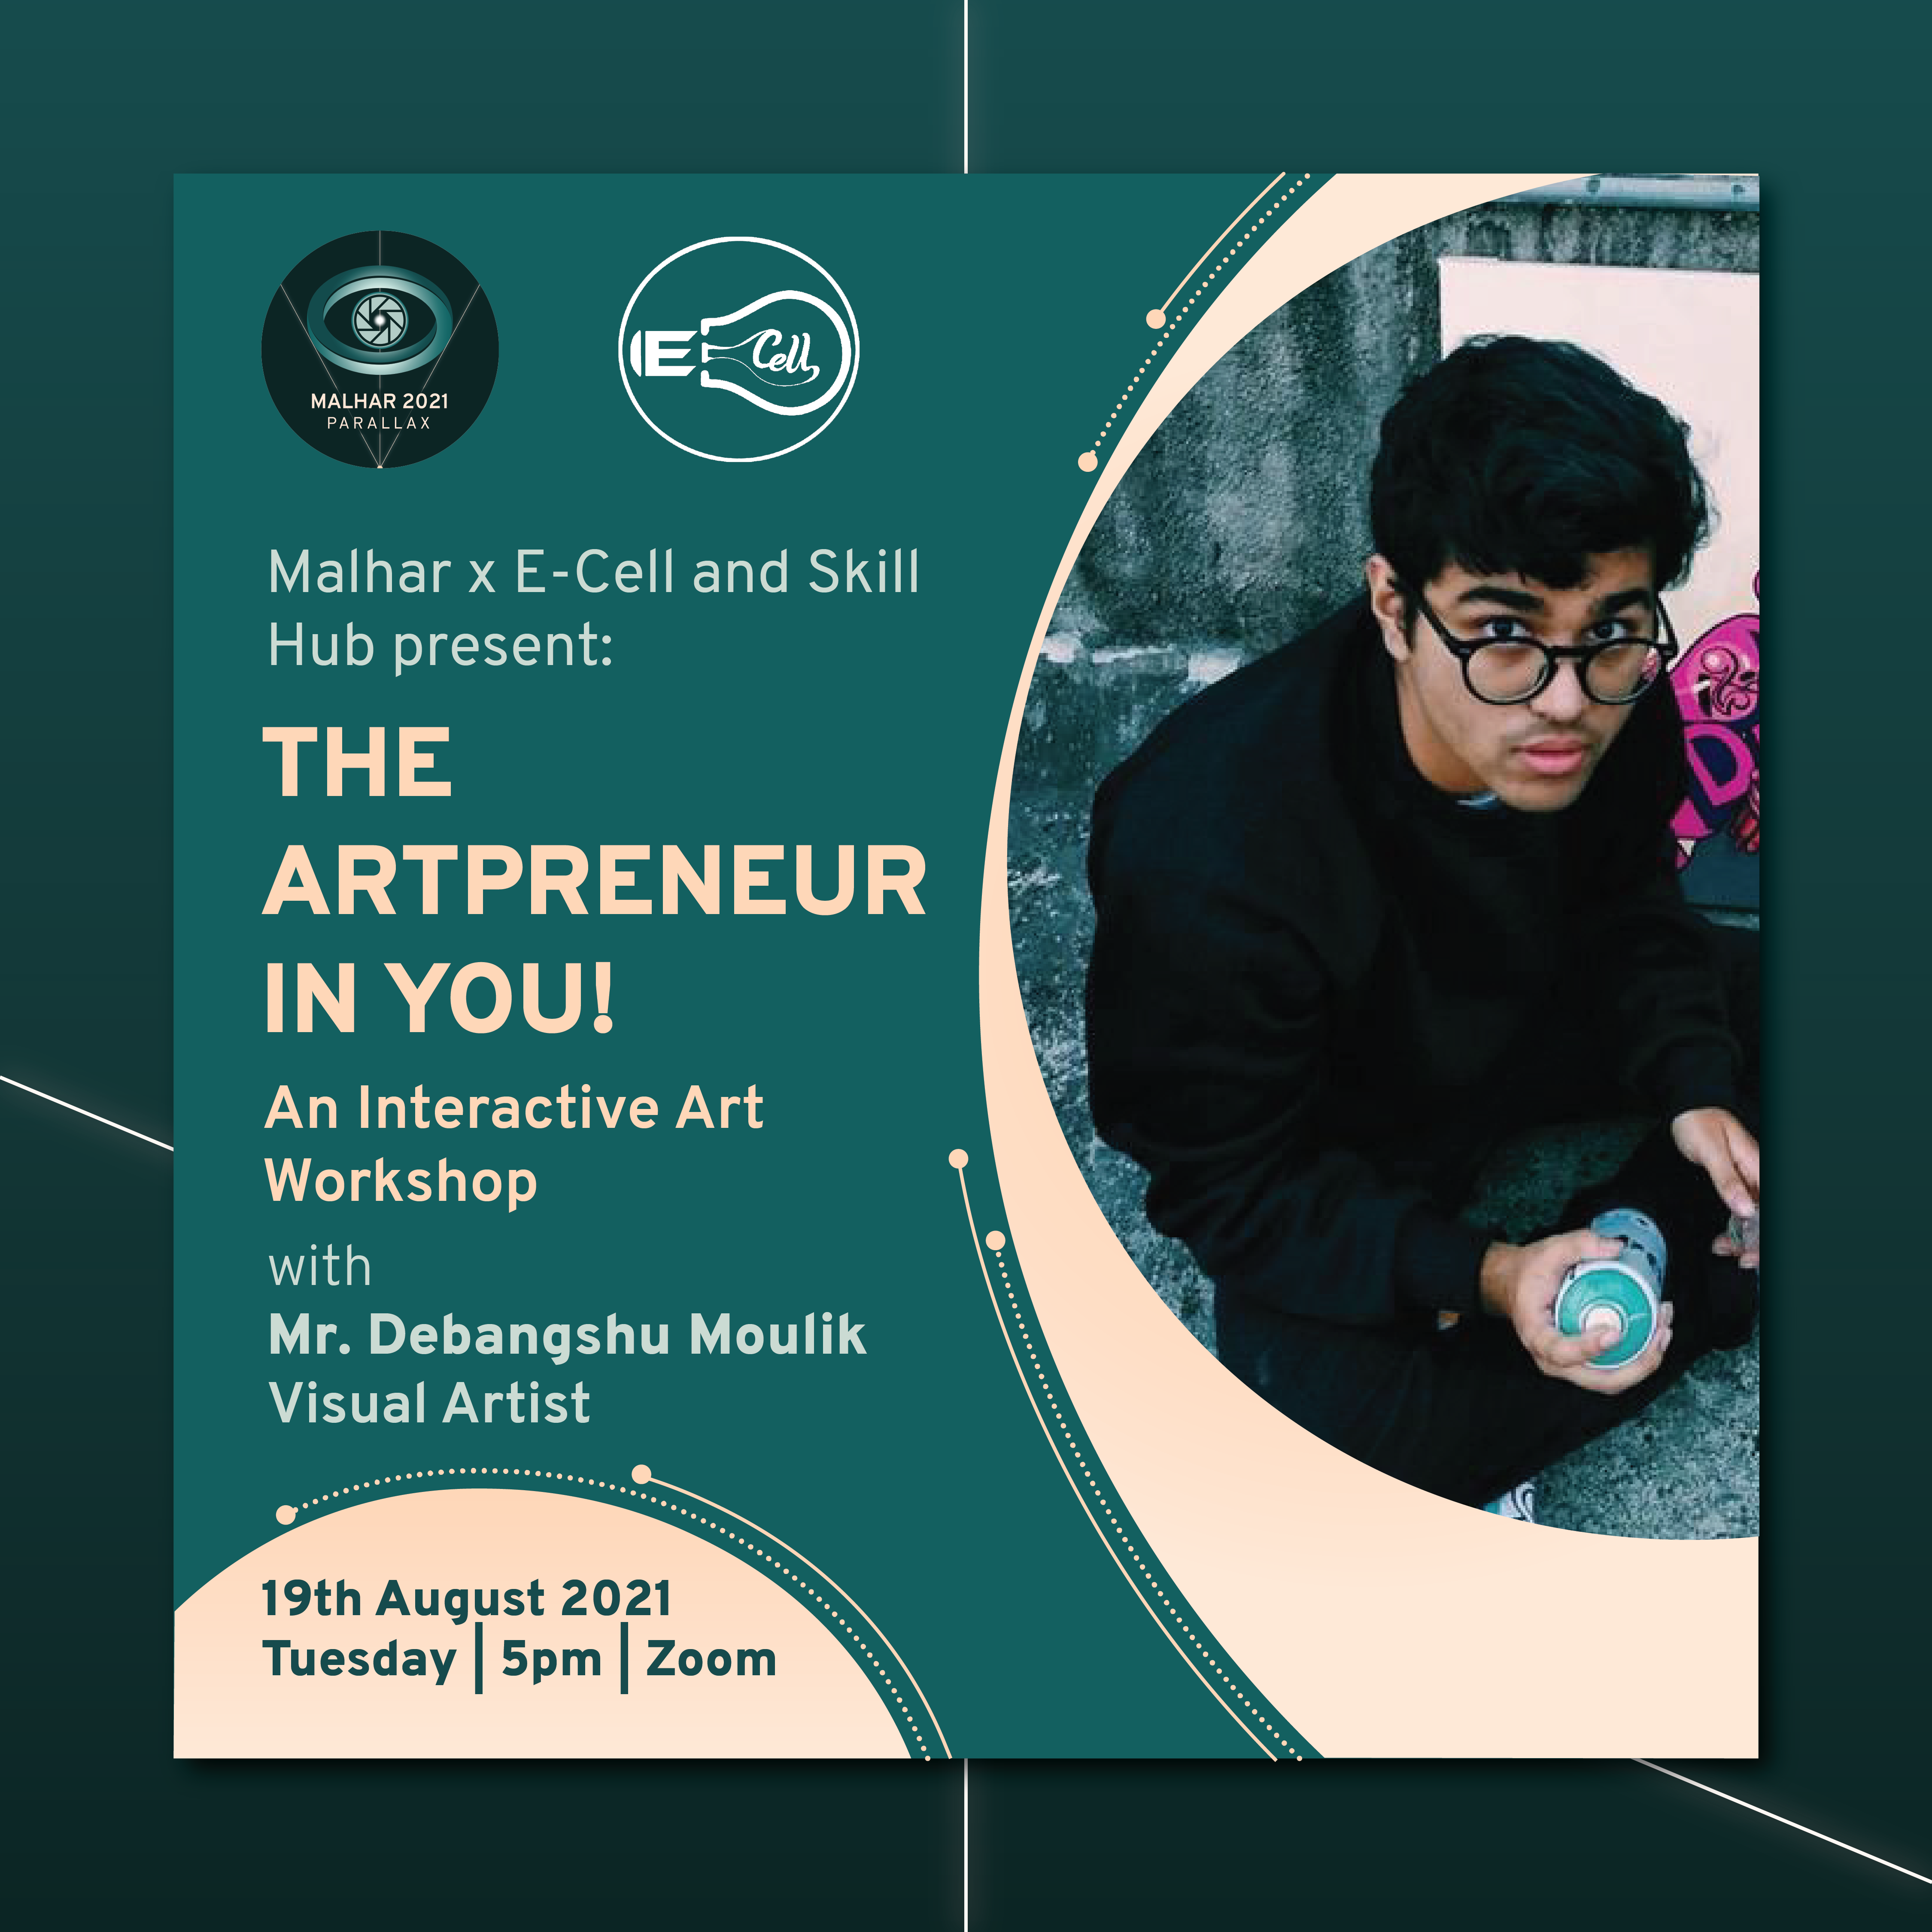 MALHAR 2021
PARALLAX
E Cell
Malhar x E-Cell and Skill
Hub present:
THE
ARTPRENEUR
IN YOU!
An Interactive Art
Workshop
with
Mr. Debangshu Moulik
Visual Artist
19th August 2021
Tuesday | 5pm | Zoom